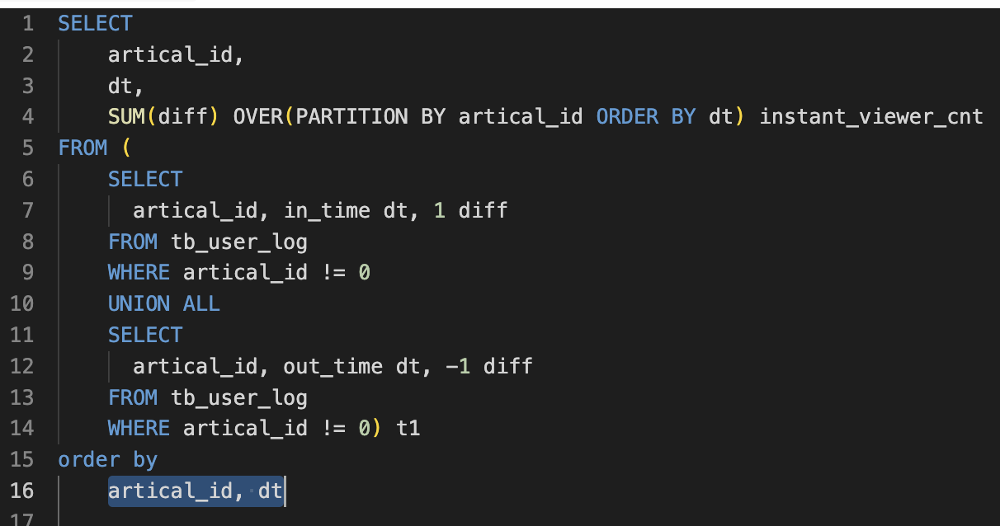 1 SELECT
2 artical_id,
3 dt,
4 SUM(diff) OVER(PARTITION BY artical_id ORDER BY dt) instant_viewer_cnt
5 FROM (
6 SELECT
7 artical_id, in_time dt, 1 diff
8 FROM tb_user_log
9 WHERE artical_id != 0
10 UNION ALL
11 SELECT
12 artical_id, out_time dt, -1 diff
13 FROM tb_user_log
14 WHERE artical_id != 0) t1
15 order by
16 artical_id, dt
17